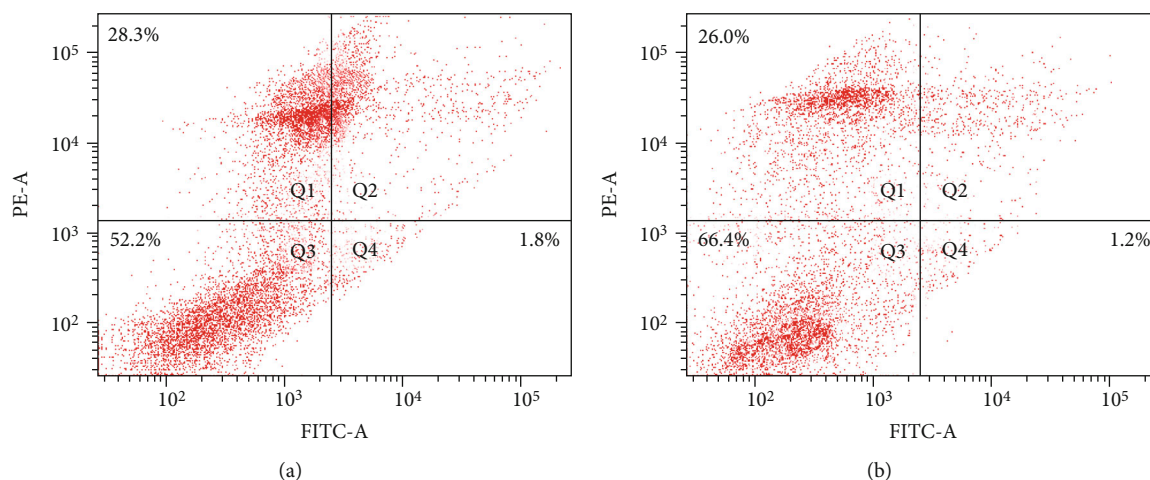 28.3%
10⁵
10⁴
10³
10²
PE-A
Q1
Q2
52.2%
Q3
Q4
1.8%
10²
10³
10⁴
10⁵
FITC-A
(a)
26.0%
10⁵
10⁴
10³
10²
PE-A
Q1
Q2
66.4%
Q3
Q4
1.2%
10²
10³
10⁴
10⁵
FITC-A
(b)